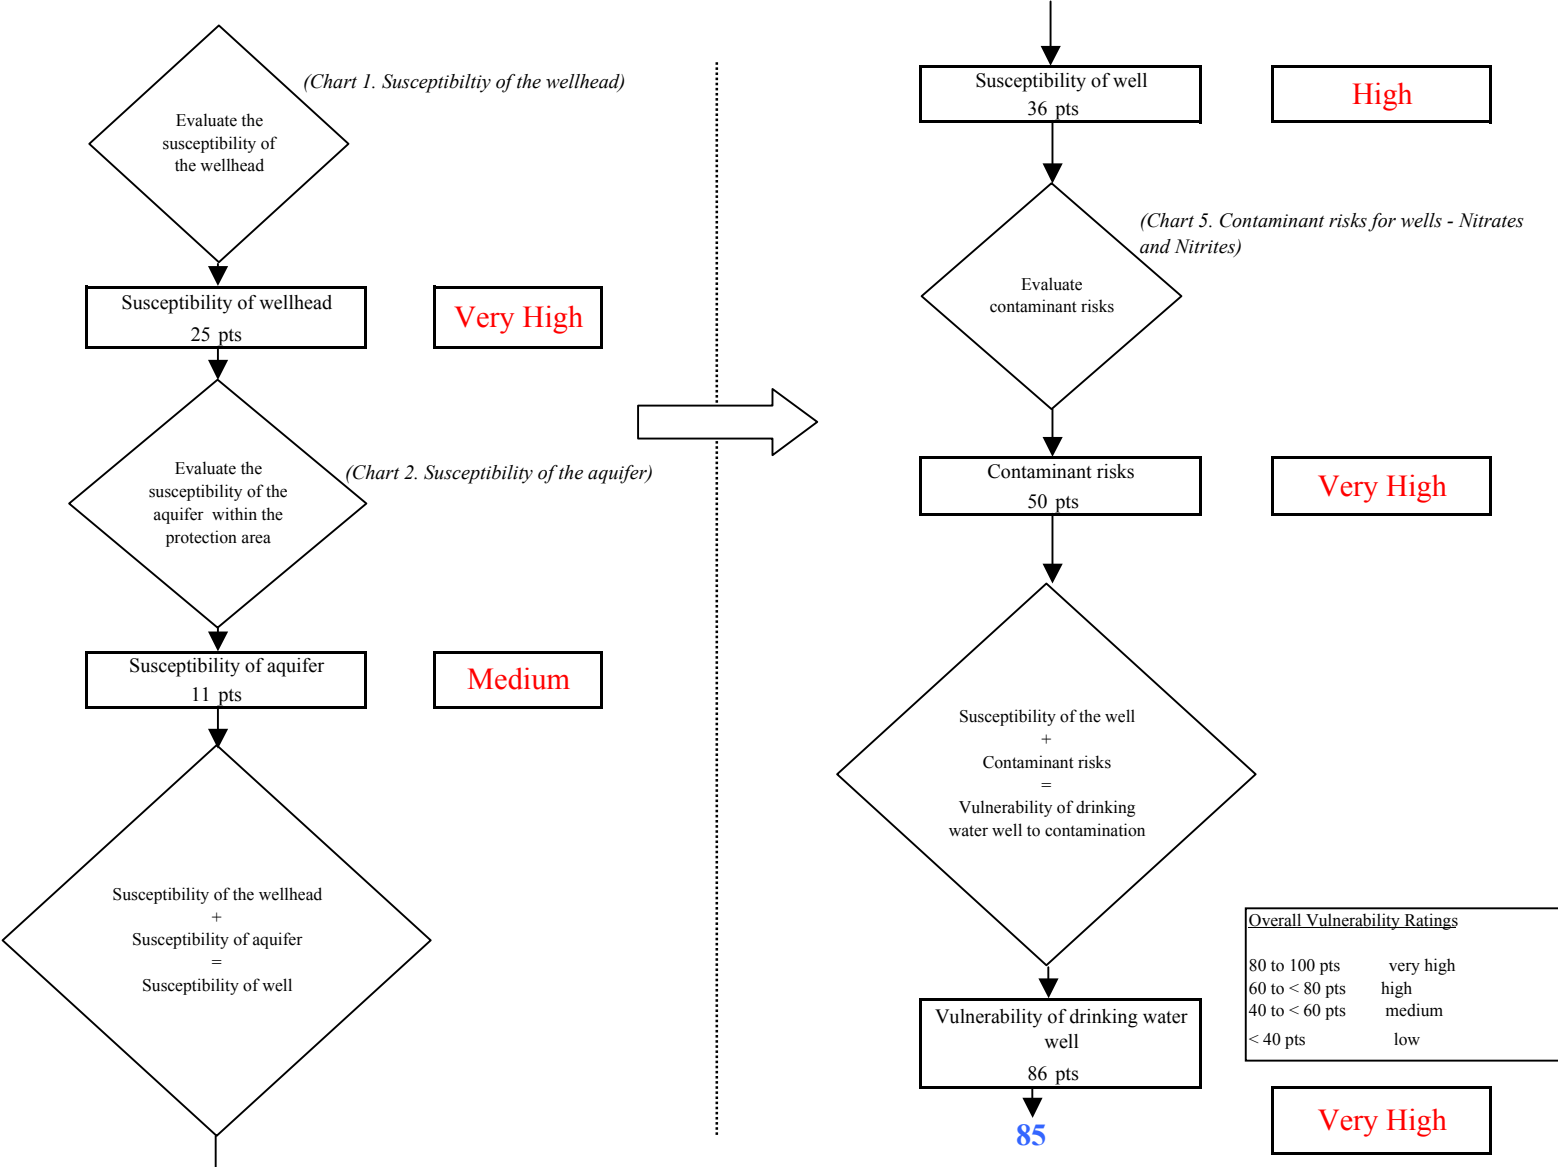 (Chart 1. Susceptibiltiy of the wellhead)
Evaluate the
susceptibility of
the wellhead
Susceptibility of wellhead
25 pts
Very High
(Chart 2. Susceptibility of the aquifer)
Evaluate the
susceptibility of the
aquifer within the
protection area
Susceptibility of aquifer
11 pts
Medium
Susceptibility of the wellhead
+
Susceptibility of aquifer
=
Susceptibility of well
Susceptibility of well
36 pts
High
(Chart 5. Contaminant risks for wells - Nitrates
and Nitrites)
Evaluate
contaminant risks
Contaminant risks
50 pts
Very High
Susceptibility of the well
+
Contaminant risks
=
Vulnerability of drinking
water well to contamination
Overall Vulnerability Ratings
80 to 100 pts very high
60 to < 80 pts high
40 to < 60 pts medium
< 40 pts low
Vulnerability of drinking water
well
86 pts
85
Very High